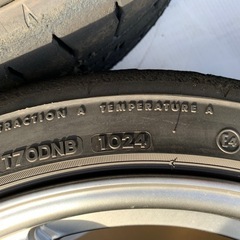 TRACTION A TEMPERATURE A
170DNB 1024
E4